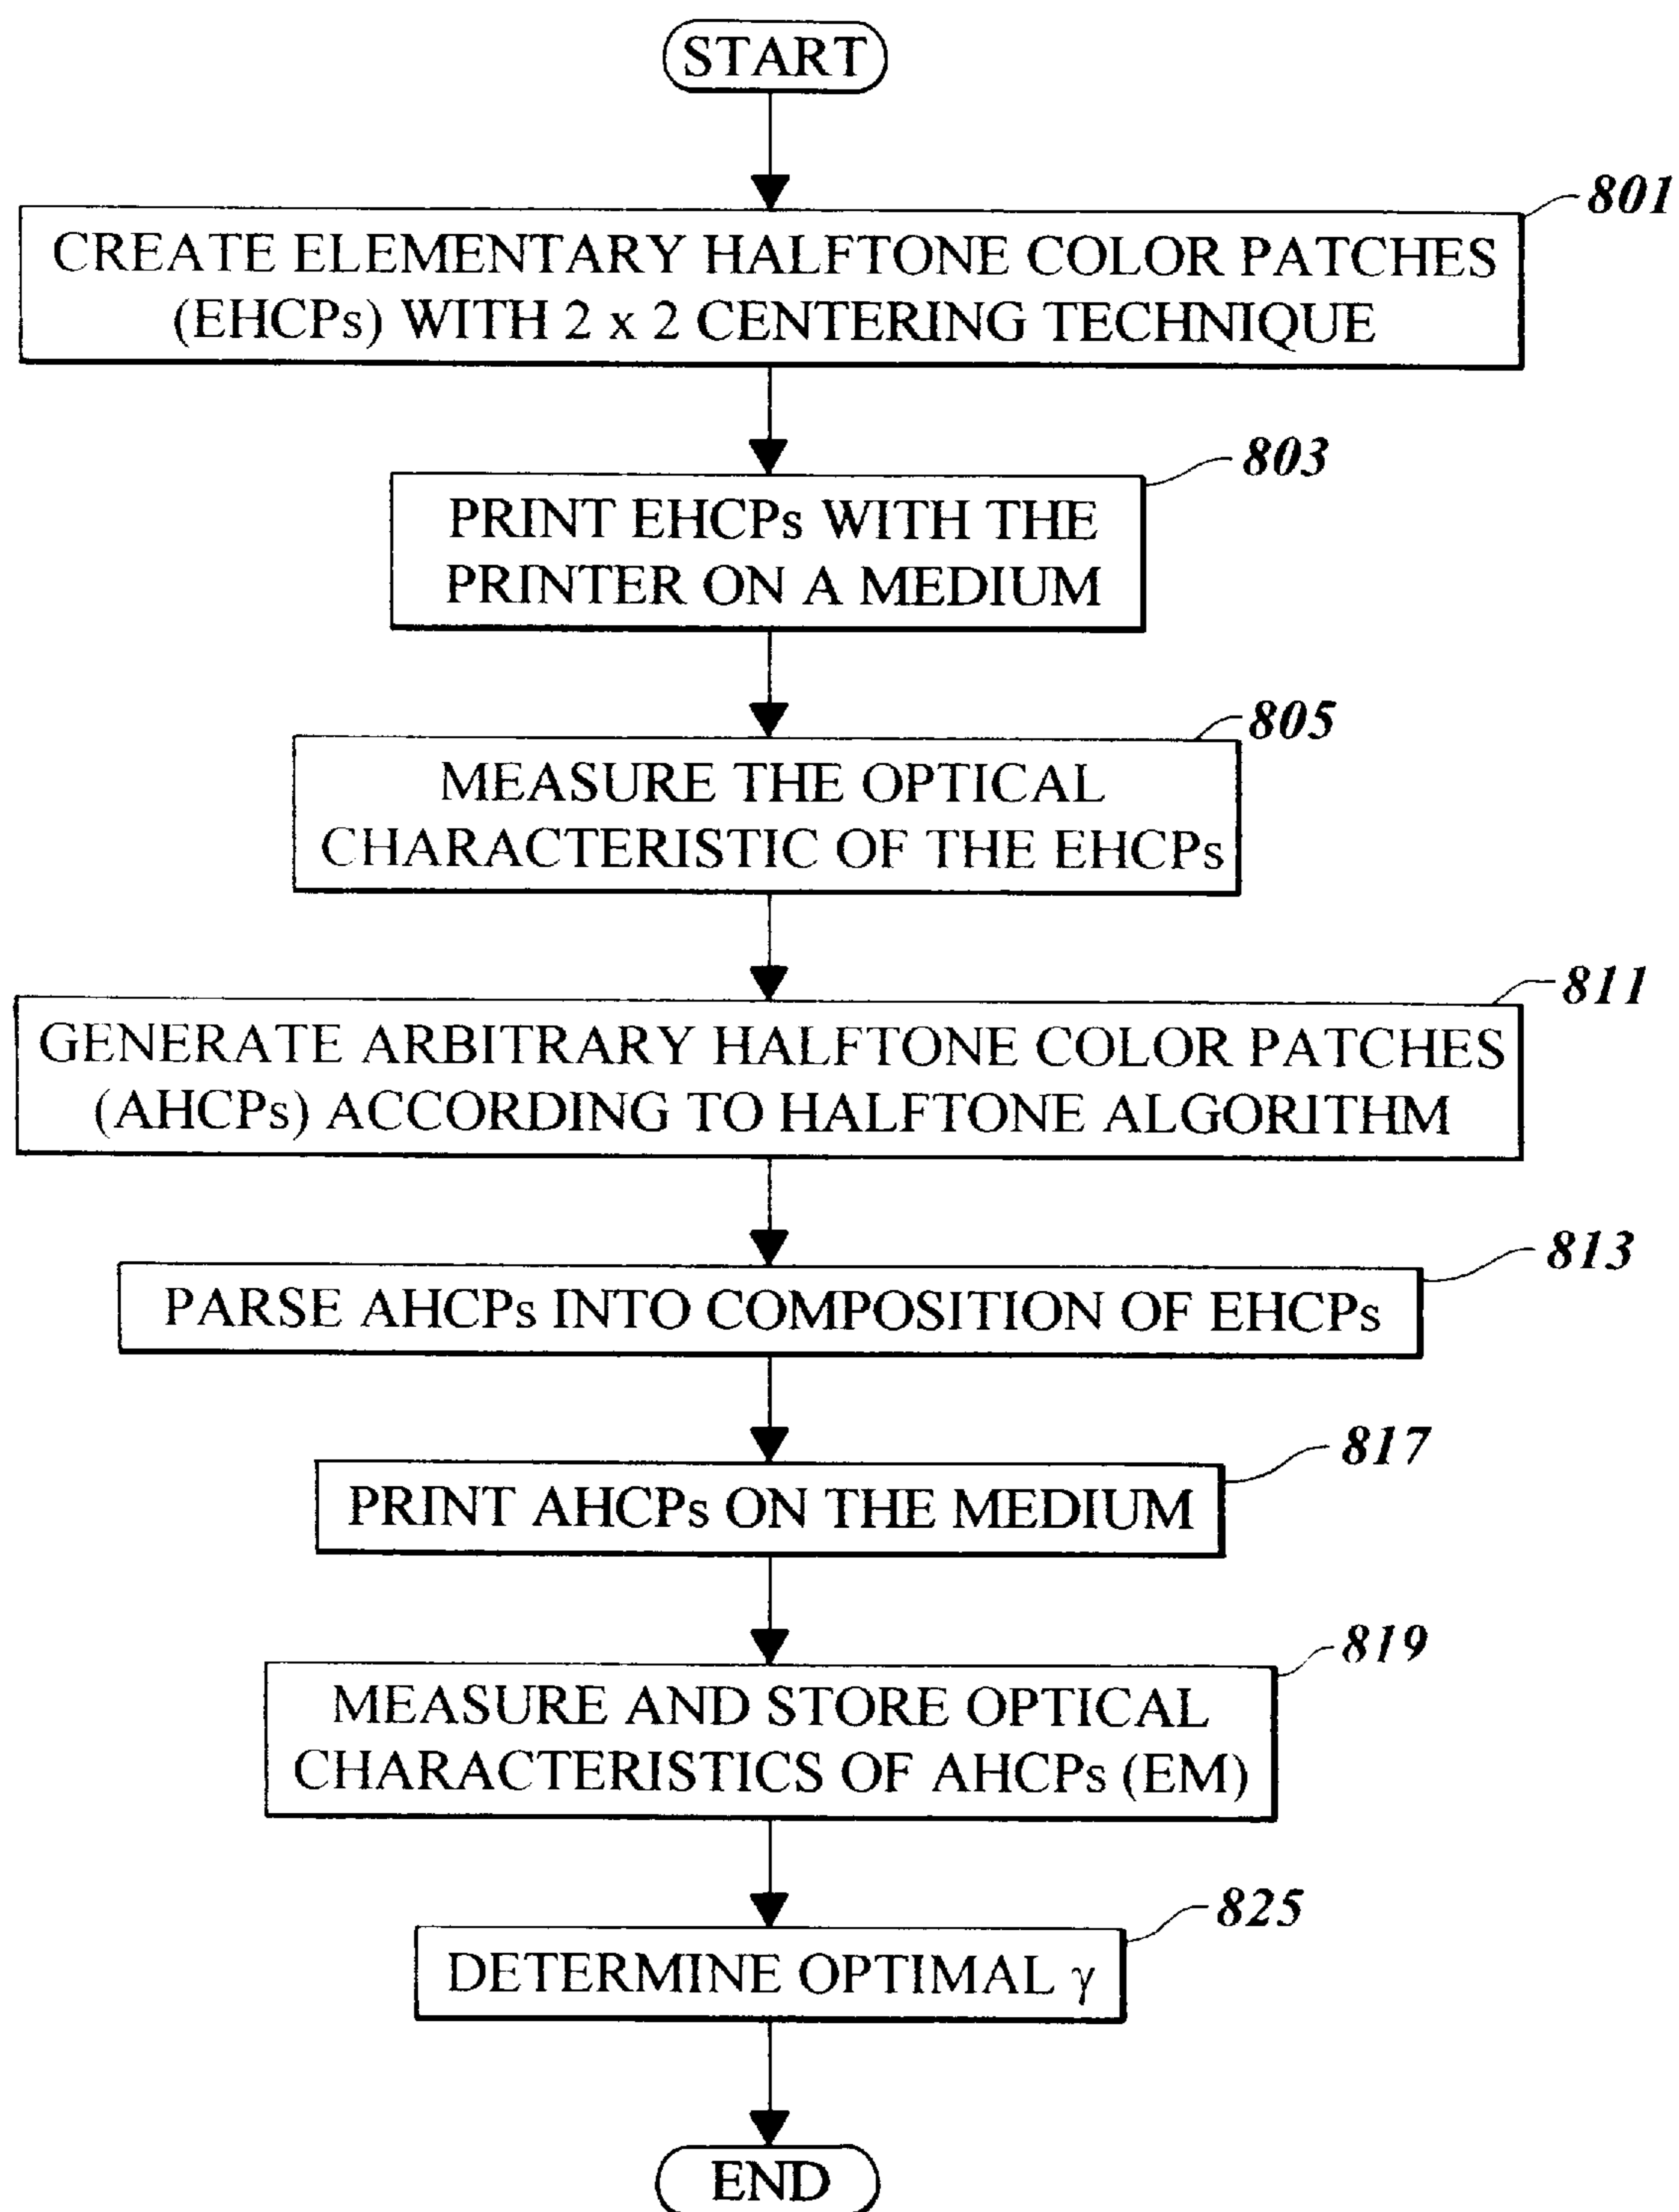 START
801
CREATE ELEMENTARY HALFTONE COLOR PATCHES
(EHCPs) WITH 2 x 2 CENTERING TECHNIQUE
803
PRINT EHCPs WITH THE
PRINTER ON A MEDIUM
805
MEASURE THE OPTICAL
CHARACTERISTIC OF THE EHCPs
811
GENERATE ARBITRARY HALFTONE COLOR PATCHES
(AHCPs) ACCORDING TO HALFTONE ALGORITHM
813
PARSE AHCPs INTO COMPOSITION OF EHCPs
817
PRINT AHCPs ON THE MEDIUM
819
MEASURE AND STORE OPTICAL
CHARACTERISTICS OF AHCPs (EM)
825
DETERMINE OPTIMAL γ
END